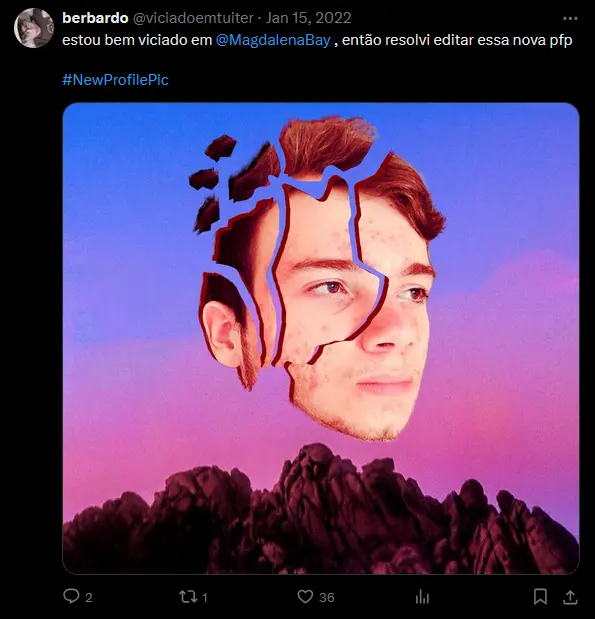 berbardo @viciadoemtuiter · Jan 15, 2022
estou bem viciado em @MagdalenaBay , então resolvi editar essa nova pfp
#NewProfilePic
2 1 36